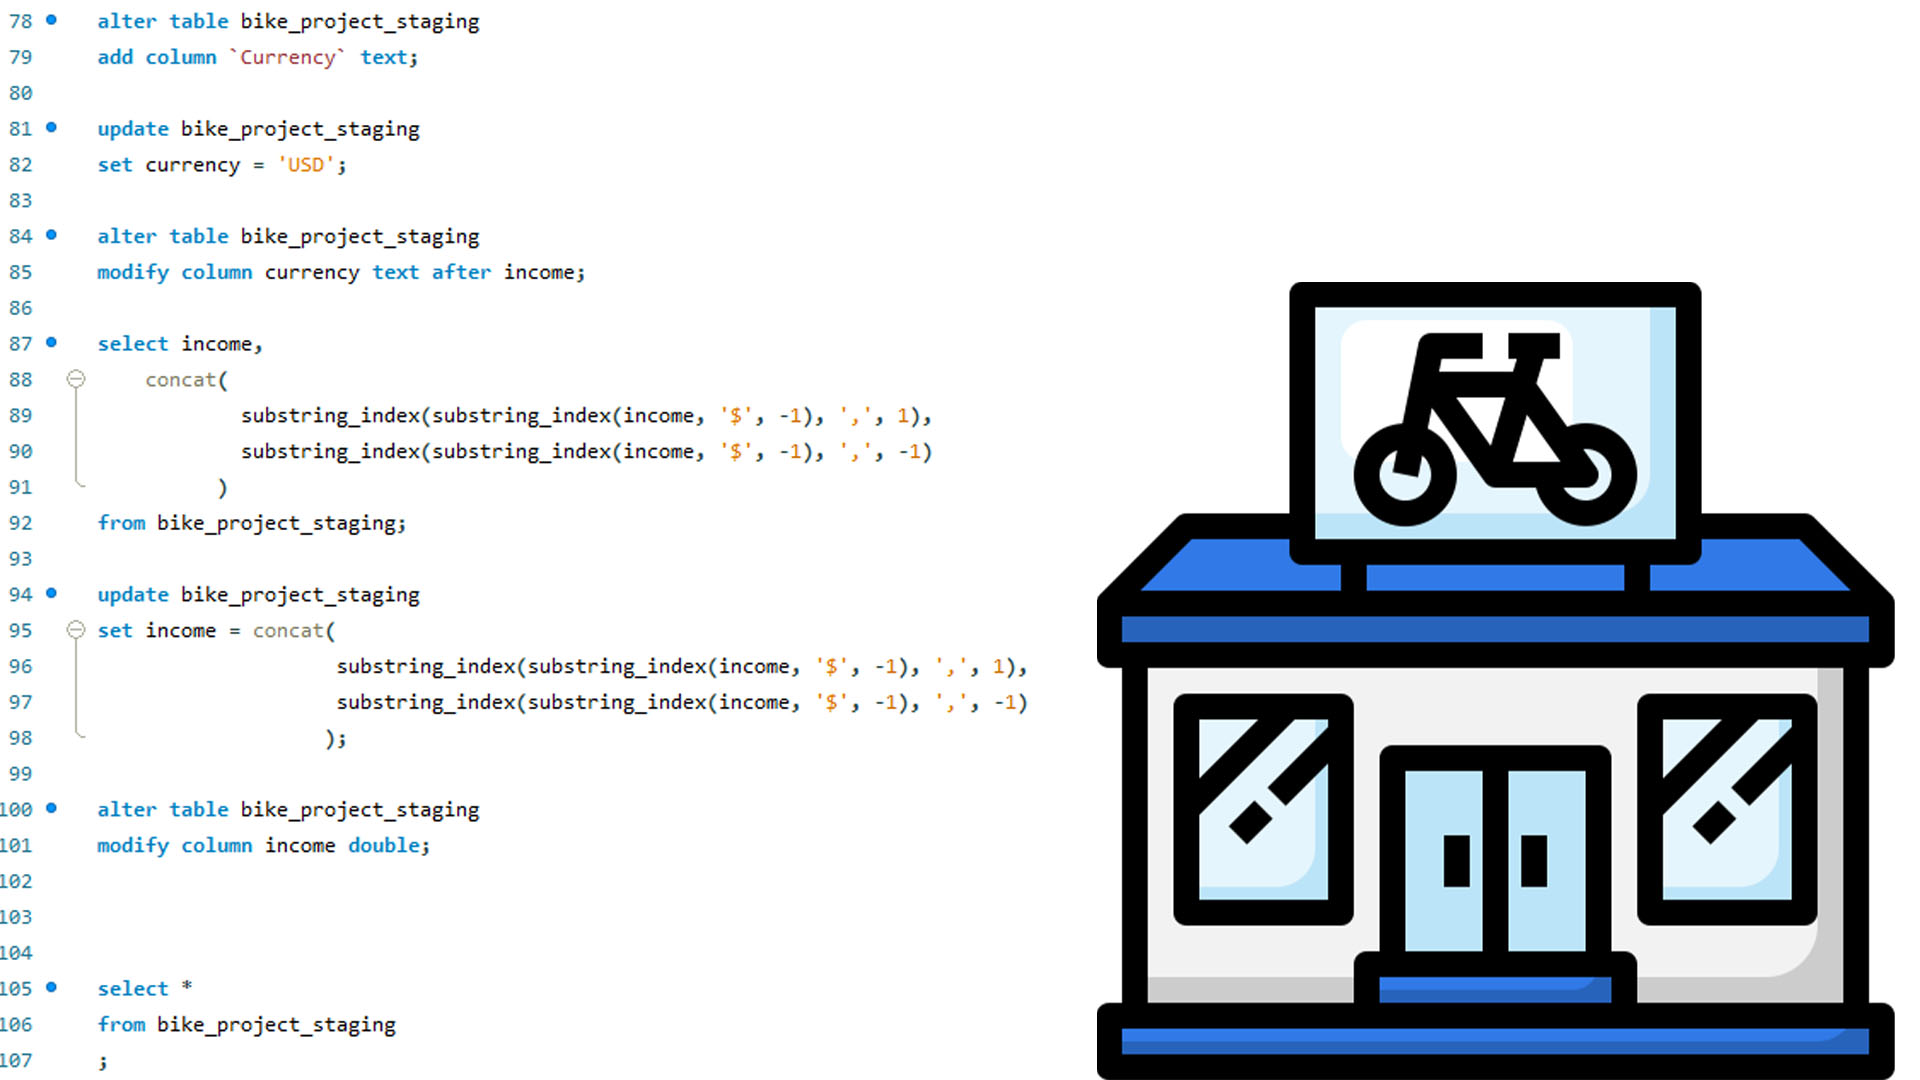 78 alter table bike_project_staging
79 add column `Currency` text;
80
81 update bike_project_staging
82 set currency = 'USD';
83
84 alter table bike_project_staging
85 modify column currency text after income;
86
87 select income,
88 concat(
89 substring_index(substring_index(income, '$', -1), ',', 1),
90 substring_index(substring_index(income, '$', -1), ',', -1)
91 )
92 from bike_project_staging;
93
94 update bike_project_staging
95 set income = concat(
96 substring_index(substring_index(income, '$', -1), ',', 1),
97 substring_index(substring_index(income, '$', -1), ',', -1)
98 );
99
100 alter table bike_project_staging
101 modify column income double;
102
103
104
105 select *
106 from bike_project_staging
107 ;